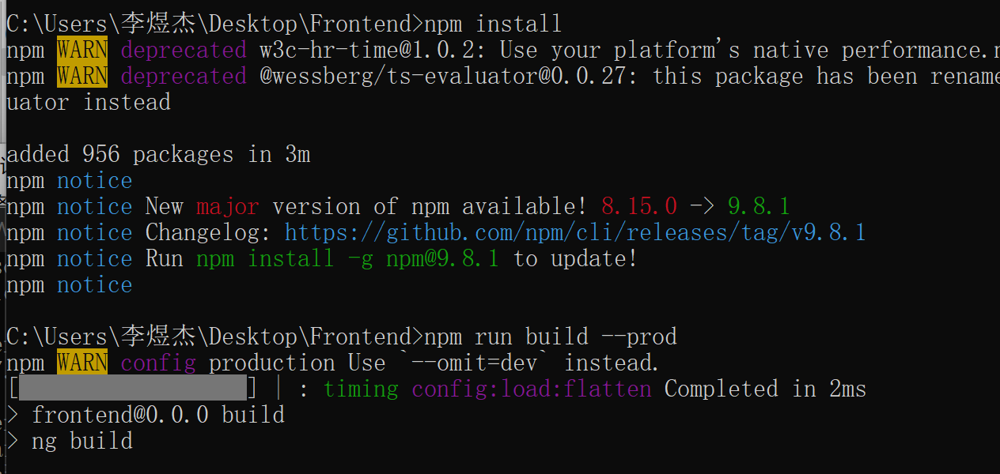 C:\Users\李煜杰\Desktop\Frontend>npm install
npm WARN deprecated w3c-hr-time@1.0.2: Use your platform's native performance.
npm WARN deprecated @wessberg/ts-evaluator@0.0.27: this package has been rename
uator instead
added 956 packages in 3m
npm notice
npm notice New major version of npm available! 8.15.0 -> 9.8.1
npm notice Changelog: https://github.com/npm/cli/releases/tag/v9.8.1
npm notice Run npm install -g npm@9.8.1 to update!
npm notice
C:\Users\李煜杰\Desktop\Frontend>npm run build --prod
npm WARN config production Use `--omit=dev` instead.
[ ] | : timing config:load:flatten Completed in 2ms
> frontend@0.0.0 build
> ng build